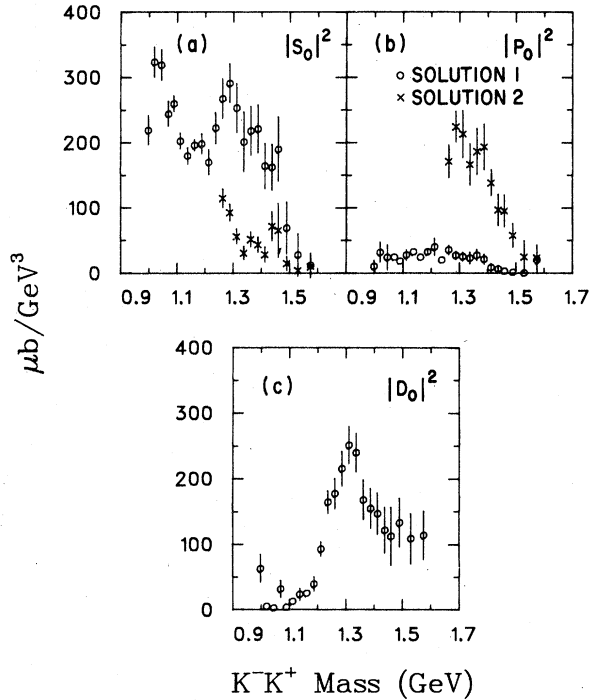 400
(a) |S₀|²
(b) |P₀|²
○ SOLUTION 1
× SOLUTION 2
300
200
100
0
0.9 1.1 1.3 1.5
0.9 1.1 1.3 1.5 1.7
μb/GeV³
400
(c) |D₀|²
300
200
100
0
0.9 1.1 1.3 1.5 1.7
K⁻K⁺ Mass (GeV)